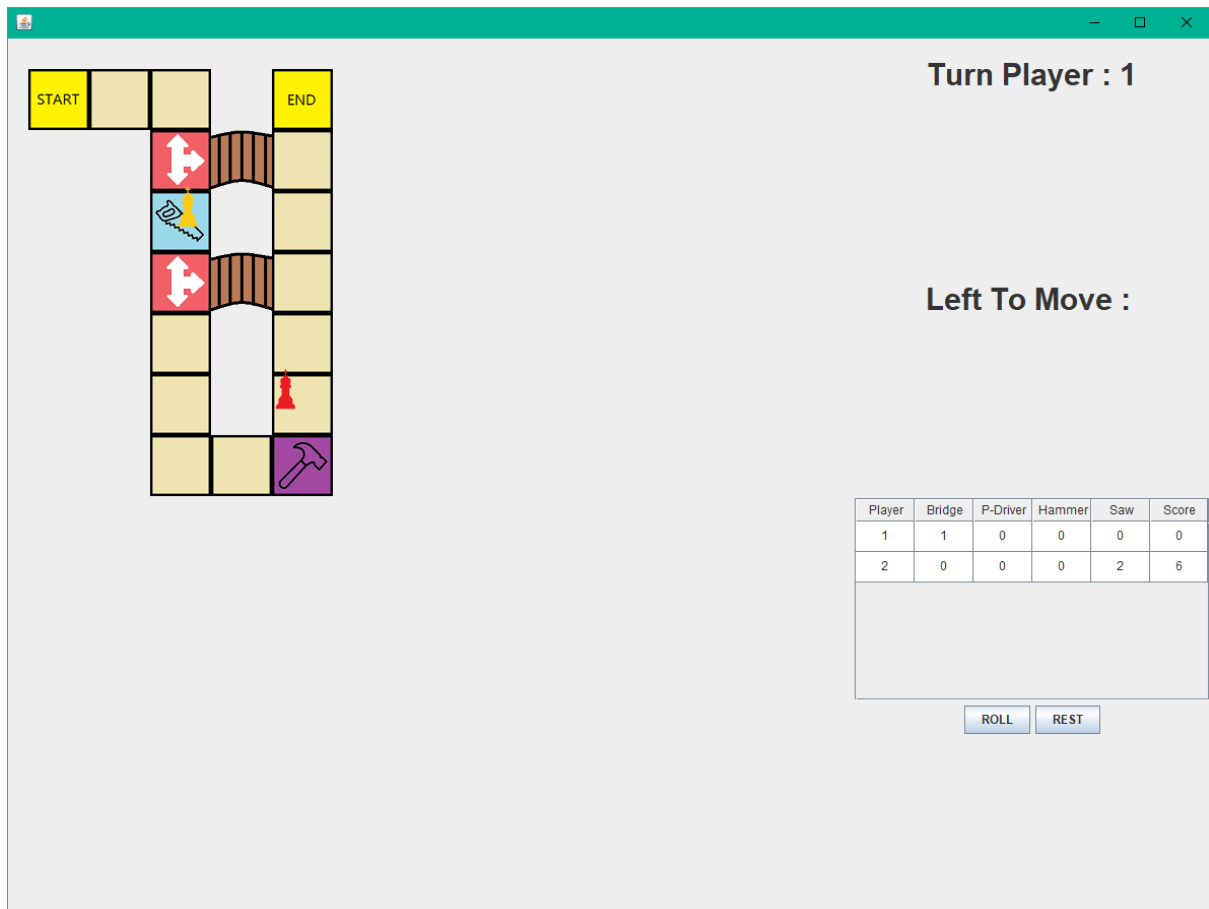 START
END
Turn Player : 1
Left To Move :
Player Bridge P-Driver Hammer Saw Score
1 1 0 0 0 0
2 0 0 0 2 6
ROLL REST